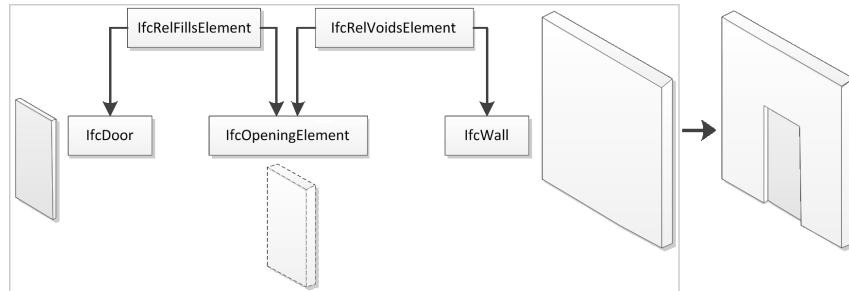 IfcRelFillsElement
IfcRelVoidsElement
IfcDoor
IfcOpeningElement
IfcWall